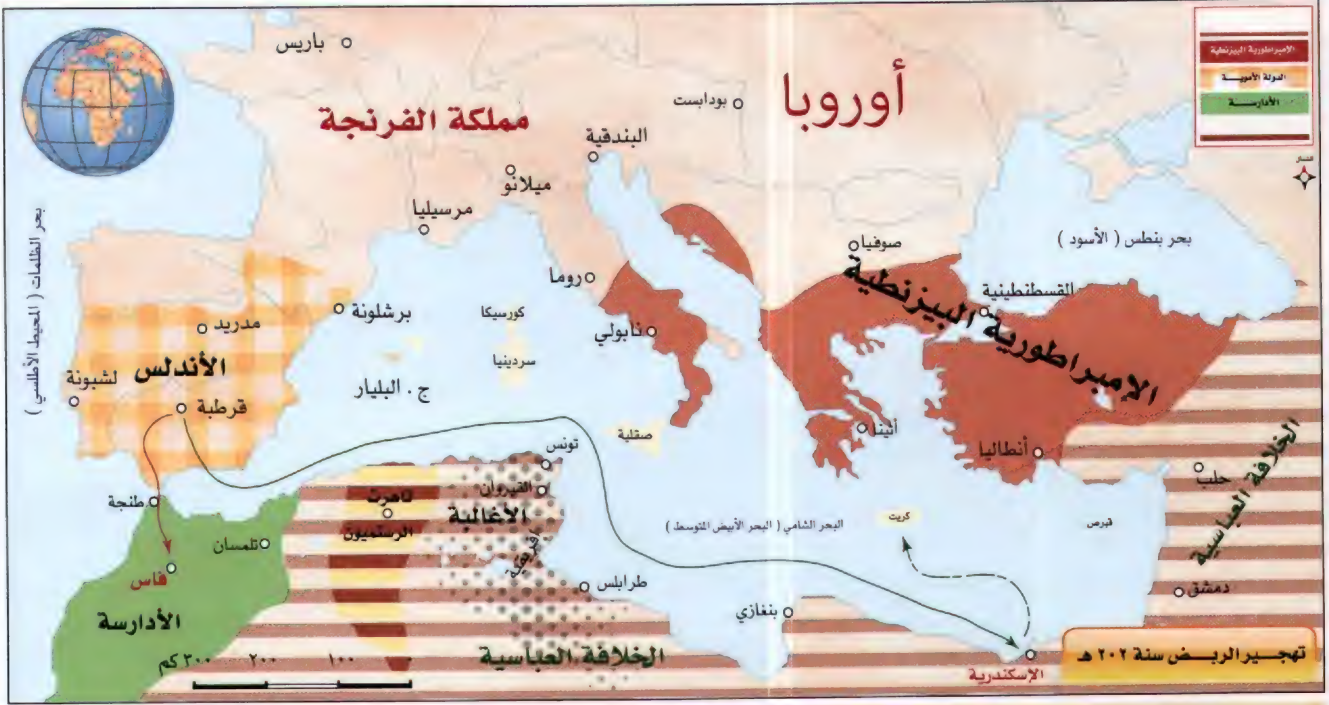 الامبراطورية البيزنطية
الدولة الأموية
الأدارسة
باريس
أوروبا
بودابست
مملكة الفرنجة
البندقية
ميلانو
مرسيليا
بحر الظلمات ( المحيط الأطلسي )
بحر بنطس ( الأسود )
صوفيا
روما
القسطنطينية
الإمبراطورية البيزنطية
برشلونة
كورسيكا
مدريد
نابولي
الأندلس
سردينيا
لشبونة
ج . البليار
قرطبة
صقلية
أثينا
أنطاليا
تونس
حلب
الخلافة العباسية
طنجة
تاهرت
القيروان
الأغالبة
الرستميون
إفريقية
كريت
قبرص
البحر الشامي ( البحر الأبيض المتوسط )
تلمسان
فاس
طرابلس
دمشق
بنغازي
الأدارسة
الخلافة العباسية
١٠٠ ٢٠٠ ٣٠٠ كم
الإسكندرية
تهجير الربض سنة ٢٠٢ هـ